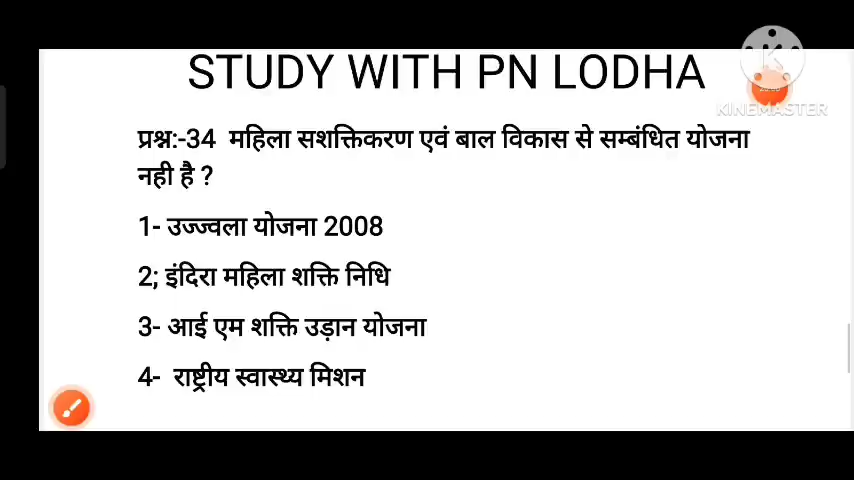 STUDY WITH PN LODHA
KINEMASTER
प्रश्न:-34 महिला सशक्तिकरण एवं बाल विकास से सम्बंधित योजना
नही है ?
1- उज्ज्वला योजना 2008
2; इंदिरा महिला शक्ति निधि
3- आई एम शक्ति उड़ान योजना
4- राष्ट्रीय स्वास्थ्य मिशन